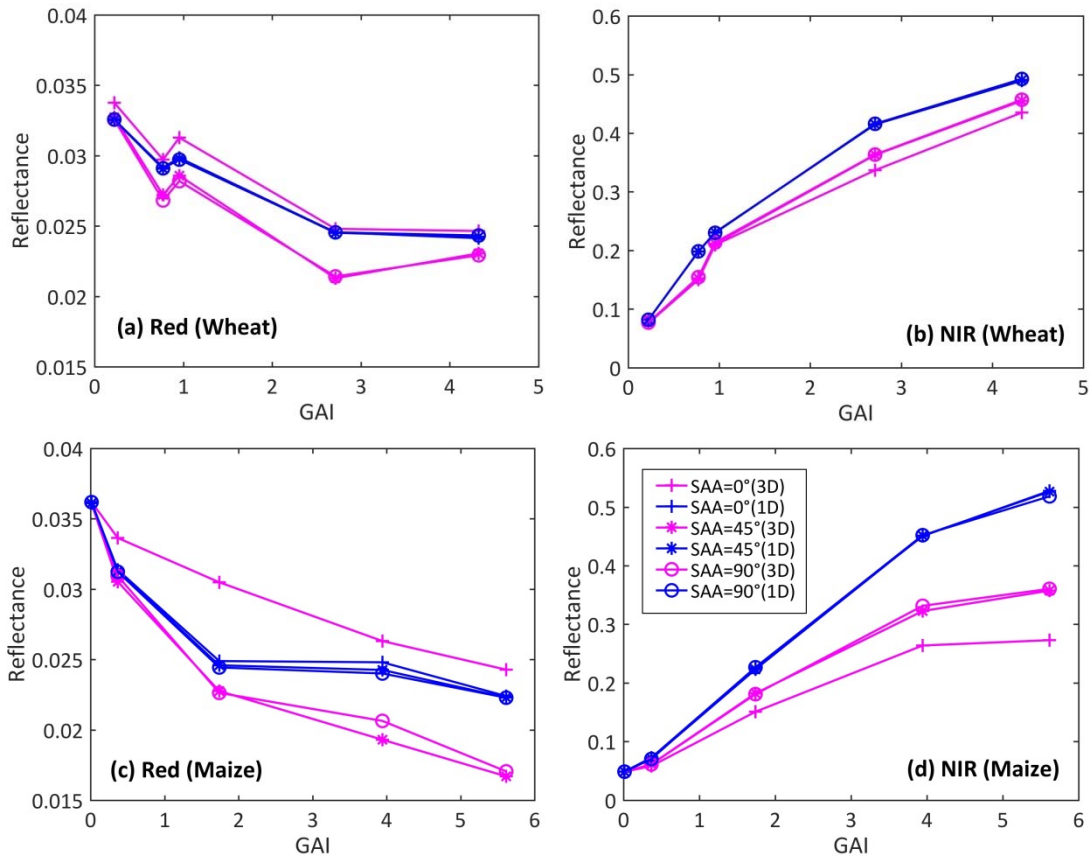 0.04
0.035
0.03
0.025
0.02
0.015
Reflectance
0 1 2 3 4 5
GAI
(a) Red (Wheat)
0.6
0.5
0.4
0.3
0.2
0.1
0
Reflectance
0 1 2 3 4 5
GAI
(b) NIR (Wheat)
0.04
0.035
0.03
0.025
0.02
0.015
Reflectance
0 1 2 3 4 5 6
GAI
(c) Red (Maize)
0.6
0.5
0.4
0.3
0.2
0.1
0
Reflectance
SAA=0°(3D)
SAA=0°(1D)
SAA=45°(3D)
SAA=45°(1D)
SAA=90°(3D)
SAA=90°(1D)
0 1 2 3 4 5 6
GAI
(d) NIR (Maize)